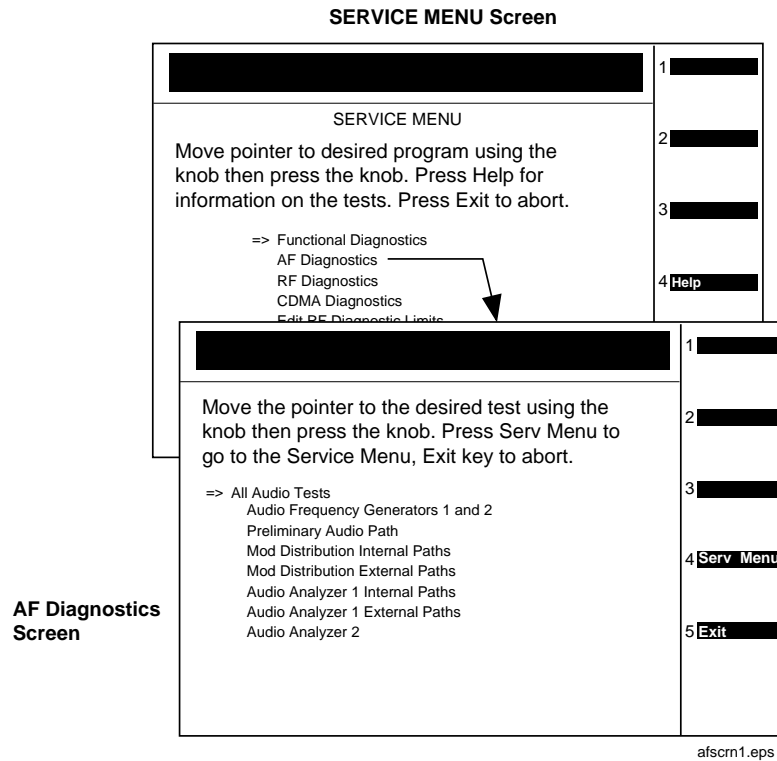 SERVICE MENU Screen
1
SERVICE MENU
2
Move pointer to desired program using the
knob then press the knob. Press Help for
information on the tests. Press Exit to abort.
3
=> Functional Diagnostics
AF Diagnostics
RF Diagnostics
4 Help
CDMA Diagnostics
Edit RF Diagnostic Limits
1
Move the pointer to the desired test using the
knob then press the knob. Press Serv Menu to
go to the Service Menu, Exit key to abort.
2
=> All Audio Tests
3
Audio Frequency Generators 1 and 2
Preliminary Audio Path
Mod Distribution Internal Paths
4 Serv Menu
Mod Distribution External Paths
Audio Analyzer 1 Internal Paths
Audio Analyzer 1 External Paths
Audio Analyzer 2
5 Exit
AF Diagnostics
Screen
afscrn1.eps